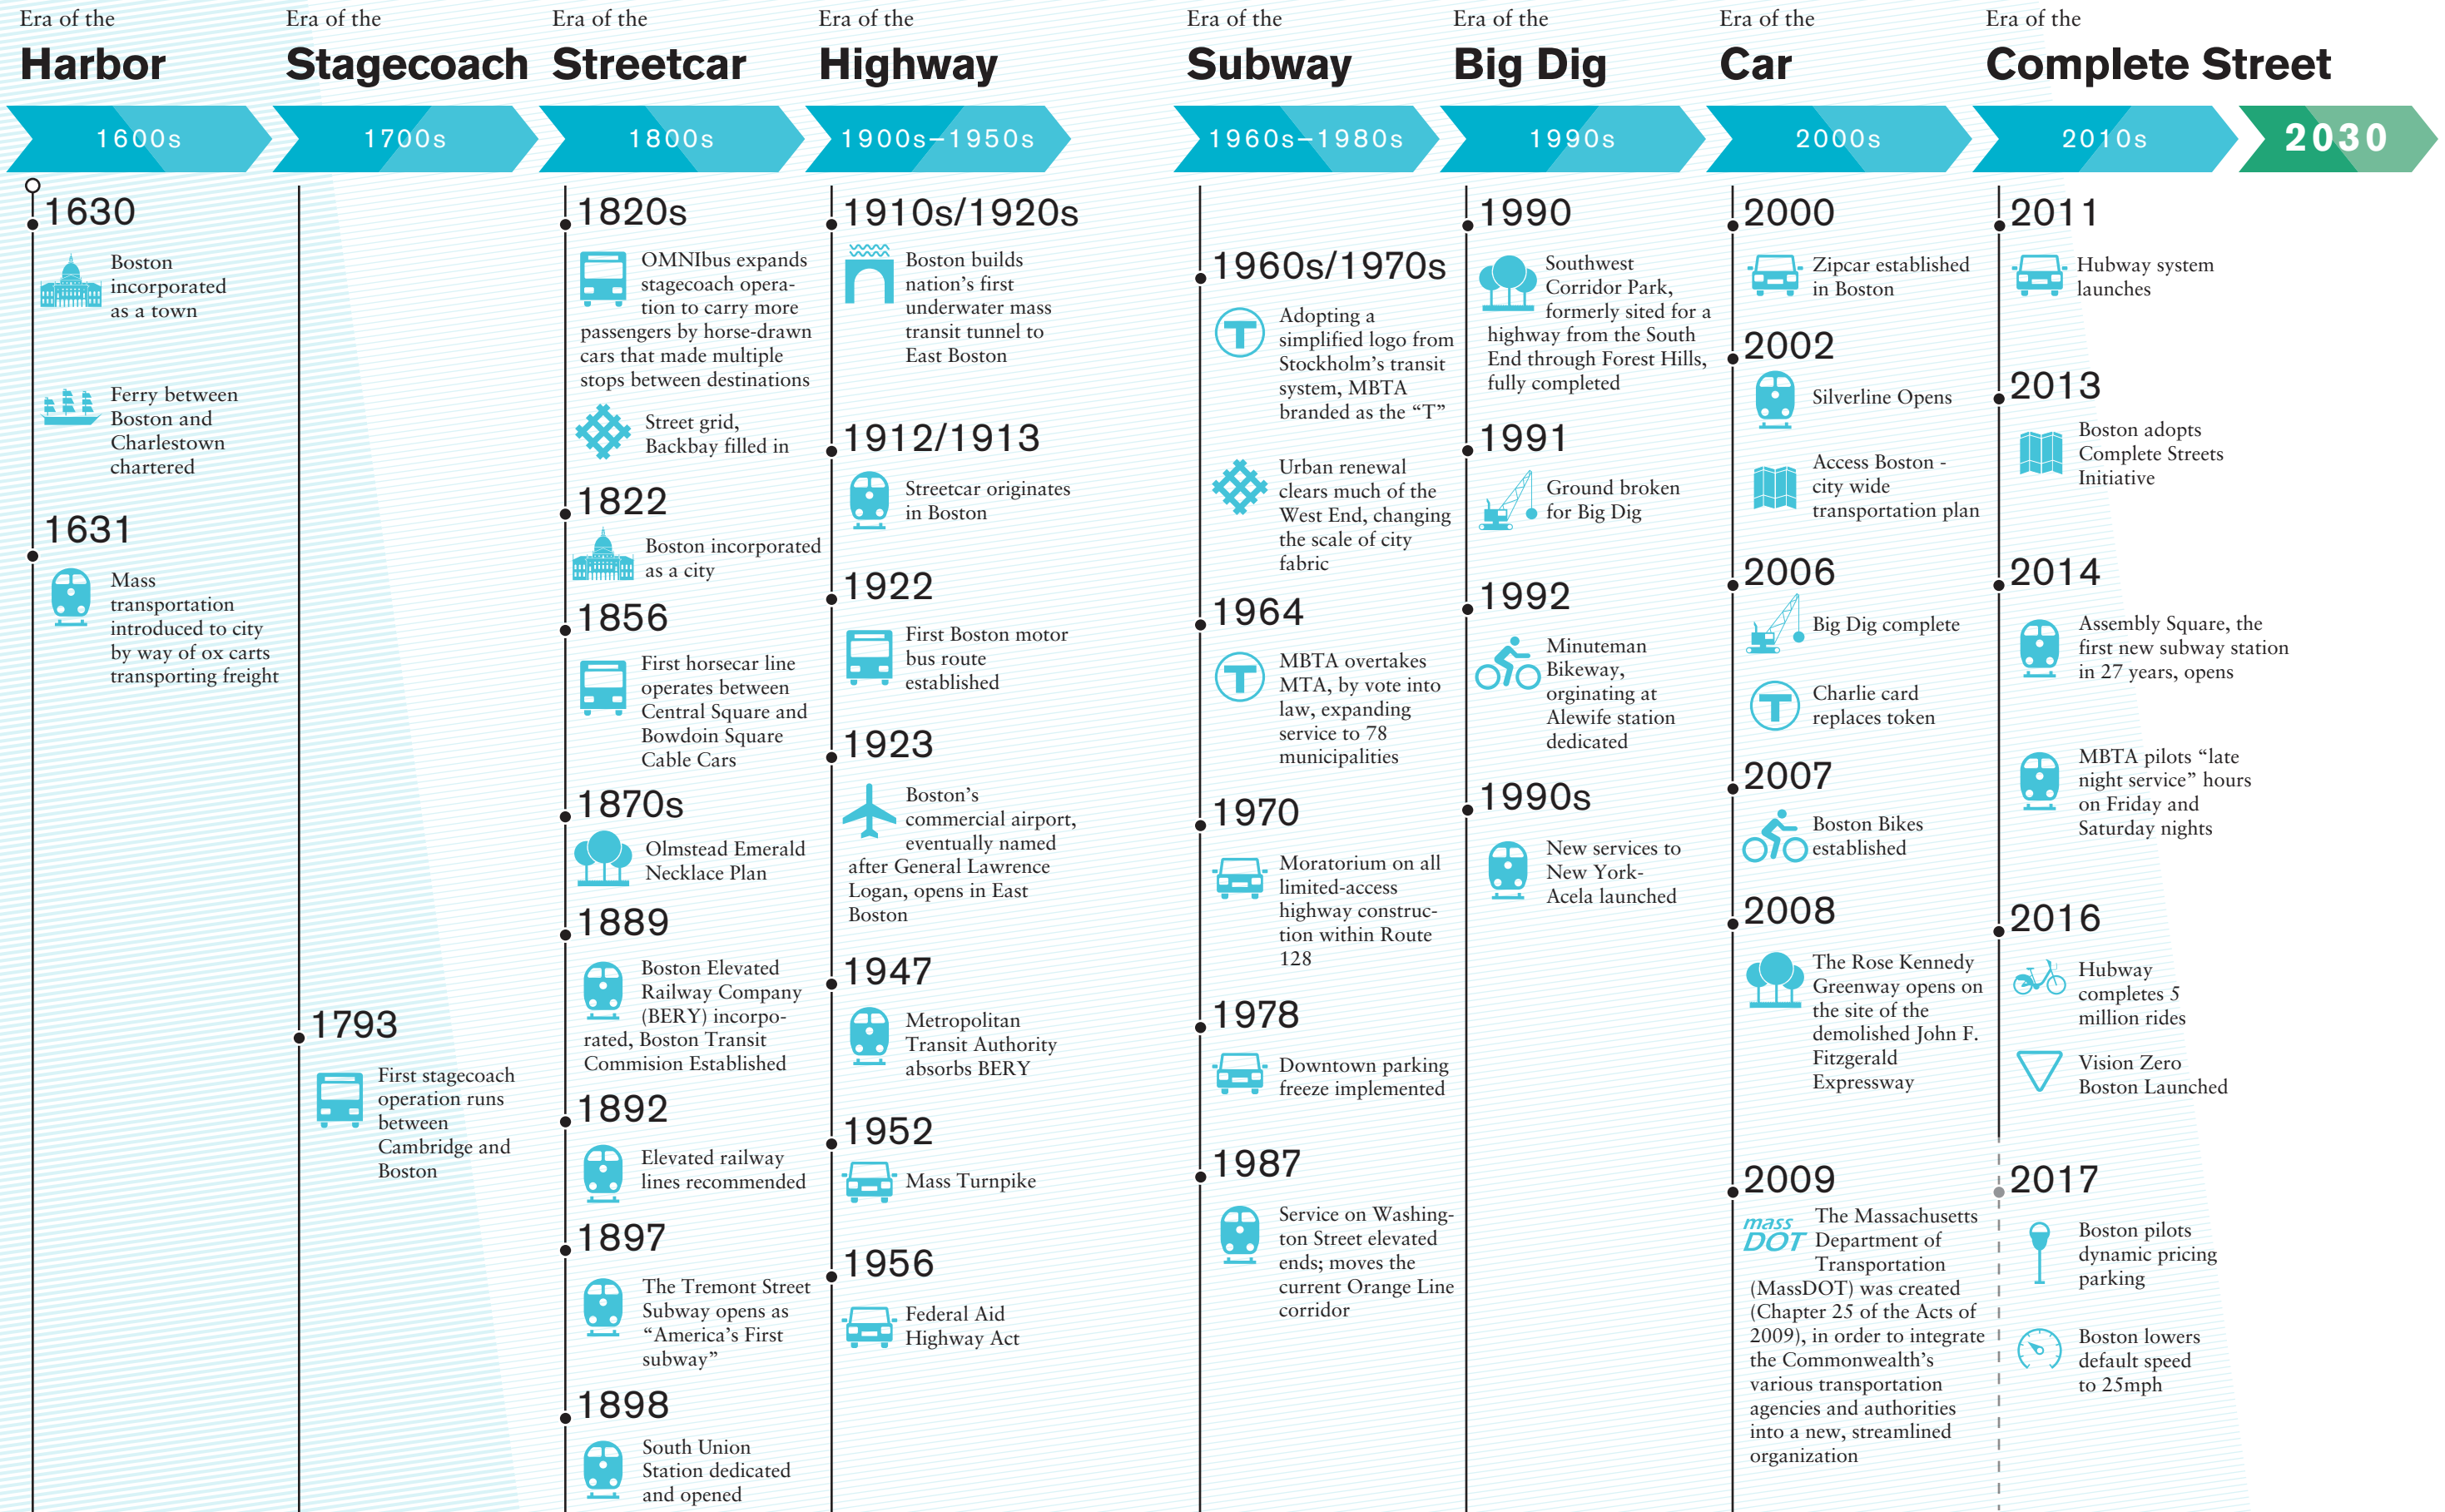 Era of the
Harbor
1600s
1630
Boston
incorporated
as a town
Ferry between
Boston and
Charlestown
chartered
1631
Mass
transportation
introduced to city
by way of ox carts
transporting freight
Era of the
Stagecoach
1700s
1793
First stagecoach
operation runs
between
Cambridge and
Boston
Era of the
Streetcar
1800s
1820s
OMNIbus expands
stagecoach opera-
tion to carry more
passengers by horse-drawn
cars that made multiple
stops between destinations
Street grid,
Backbay filled in
1822
Boston incorporated
as a city
1856
First horsecar line
operates between
Central Square and
Bowdoin Square
Cable Cars
1870s
Olmstead Emerald
Necklace Plan
1889
Boston Elevated
Railway Company
(BERY) incorpo-
rated, Boston Transit
Commision Established
1892
Elevated railway
lines recommended
1897
The Tremont Street
Subway opens as
“America’s First
subway”
1898
South Union
Station dedicated
and opened
Era of the
Highway
1900s–1950s
1910s/1920s
Boston builds
nation’s first
underwater mass
transit tunnel to
East Boston
1912/1913
Streetcar originates
in Boston
1922
First Boston motor
bus route
established
1923
Boston’s
commercial airport,
eventually named
after General Lawrence
Logan, opens in East
Boston
1947
Metropolitan
Transit Authority
absorbs BERY
1952
Mass Turnpike
1956
Federal Aid
Highway Act
Era of the
Subway
1960s–1980s
1960s/1970s
T
Adopting a
simplified logo from
Stockholm’s transit
system, MBTA
branded as the “T”
Urban renewal
clears much of the
West End, changing
the scale of city
fabric
1964
T
MBTA overtakes
MTA, by vote into
law, expanding
service to 78
municipalities
1970
Moratorium on all
limited-access
highway construc-
tion within Route
128
1978
Downtown parking
freeze implemented
1987
Service on Washing-
ton Street elevated
ends; moves the
current Orange Line
corridor
Era of the
Big Dig
1990s
1990
Southwest
Corridor Park,
formerly sited for a
highway from the South
End through Forest Hills,
fully completed
1991
Ground broken
for Big Dig
1992
Minuteman
Bikeway,
orginating at
Alewife station
dedicated
1990s
New services to
New York-
Acela launched
Era of the
Car
2000s
2000
Zipcar established
in Boston
2002
Silverline Opens
Access Boston -
city wide
transportation plan
2006
Big Dig complete
T
Charlie card
replaces token
2007
Boston Bikes
established
2008
The Rose Kennedy
Greenway opens on
the site of the
demolished John F.
Fitzgerald
Expressway
2009
mass
DOT
The Massachusetts
Department of
Transportation
(MassDOT) was created
(Chapter 25 of the Acts of
2009), in order to integrate
the Commonwealth’s
various transportation
agencies and authorities
into a new, streamlined
organization
Era of the
Complete Street
2010s
2030
2011
Hubway system
launches
2013
Boston adopts
Complete Streets
Initiative
2014
Assembly Square, the
first new subway station
in 27 years, opens
MBTA pilots “late
night service” hours
on Friday and
Saturday nights
2016
Hubway
completes 5
million rides
Vision Zero
Boston Launched
2017
Boston pilots
dynamic pricing
parking
Boston lowers
default speed
to 25mph